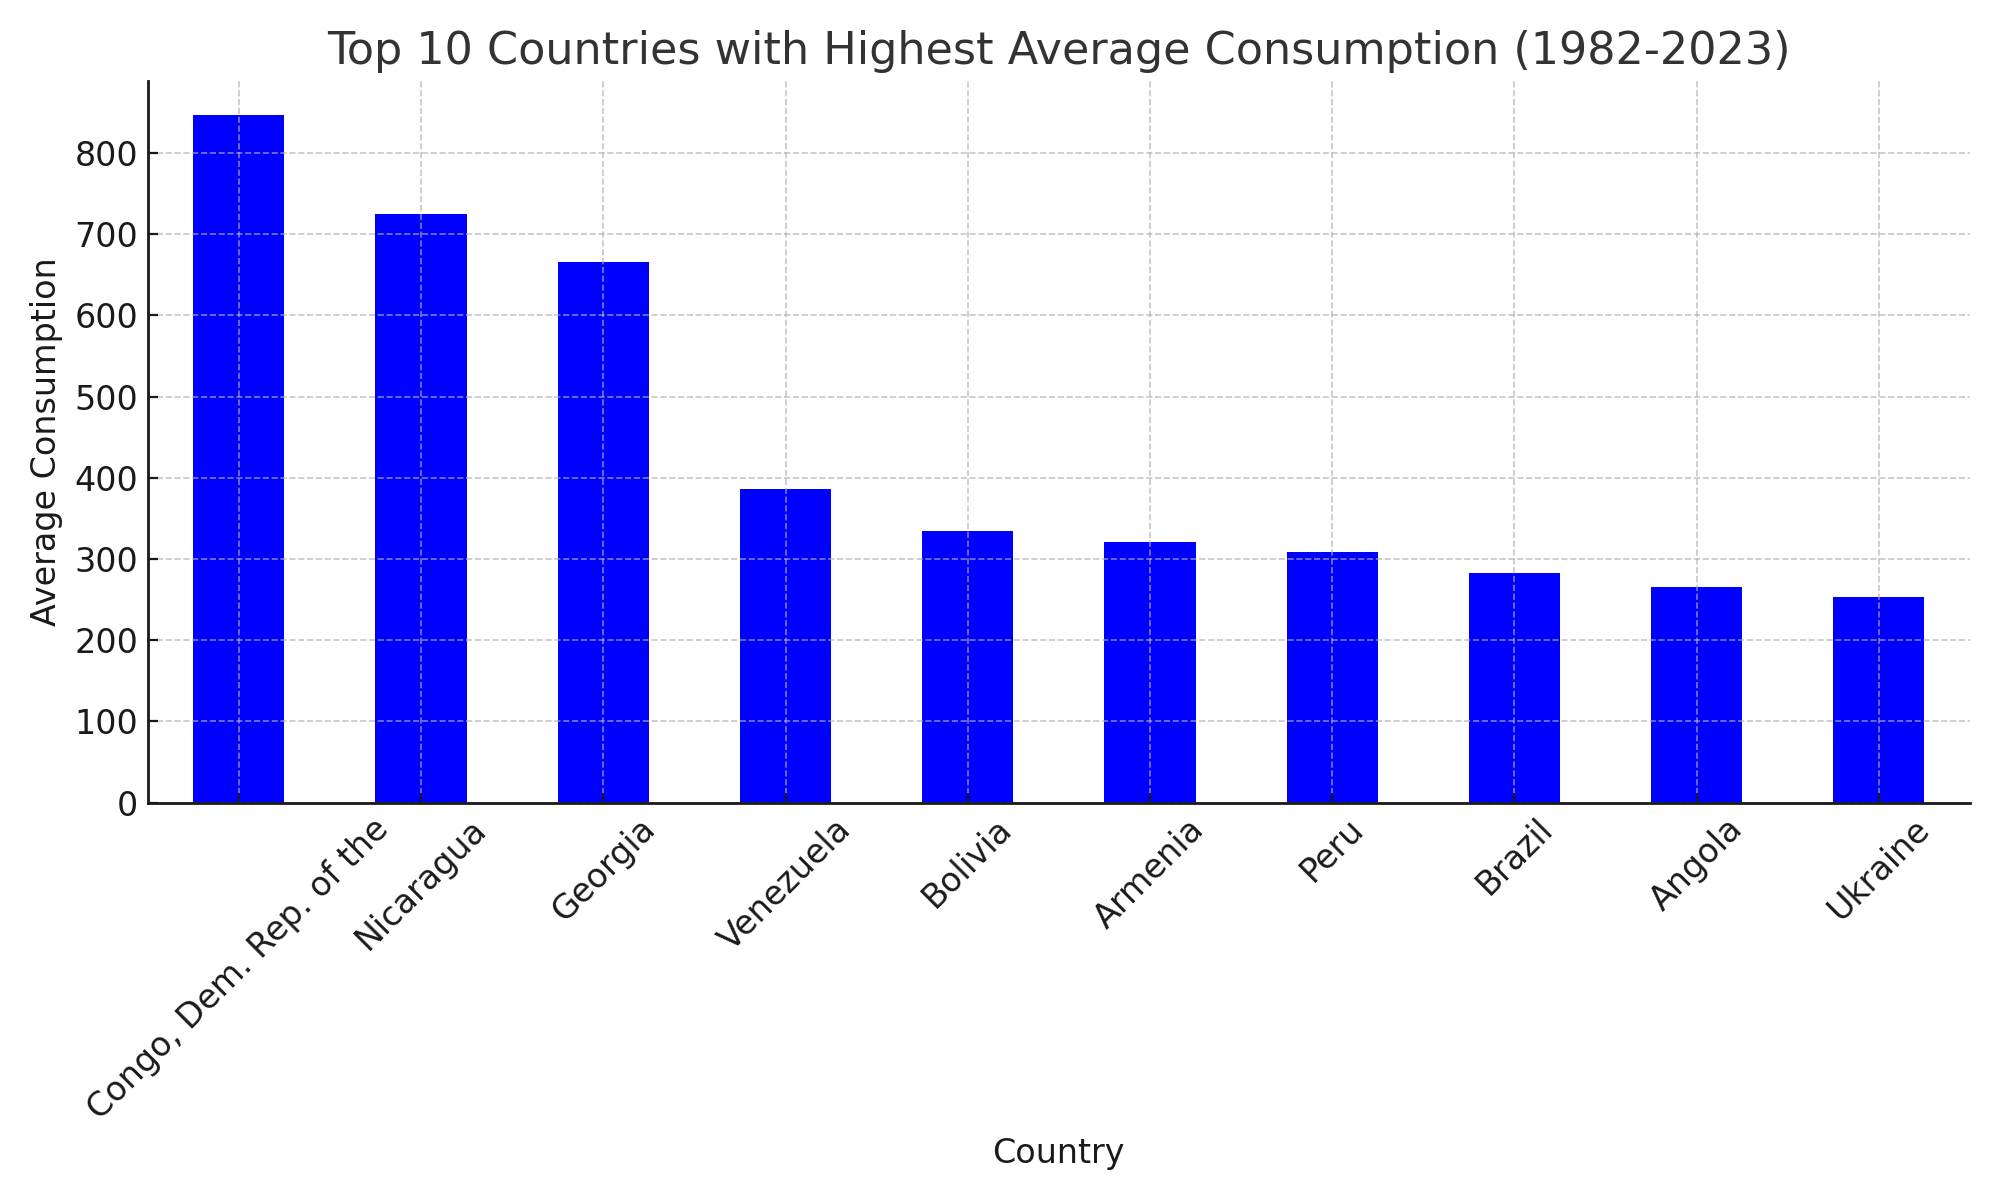 Top 10 Countries with Highest Average Consumption (1982-2023)
Average Consumption
800
700
600
500
400
300
200
100
0
Congo, Dem. Rep. of the
Nicaragua
Georgia
Venezuela
Bolivia
Armenia
Peru
Brazil
Angola
Ukraine
Country